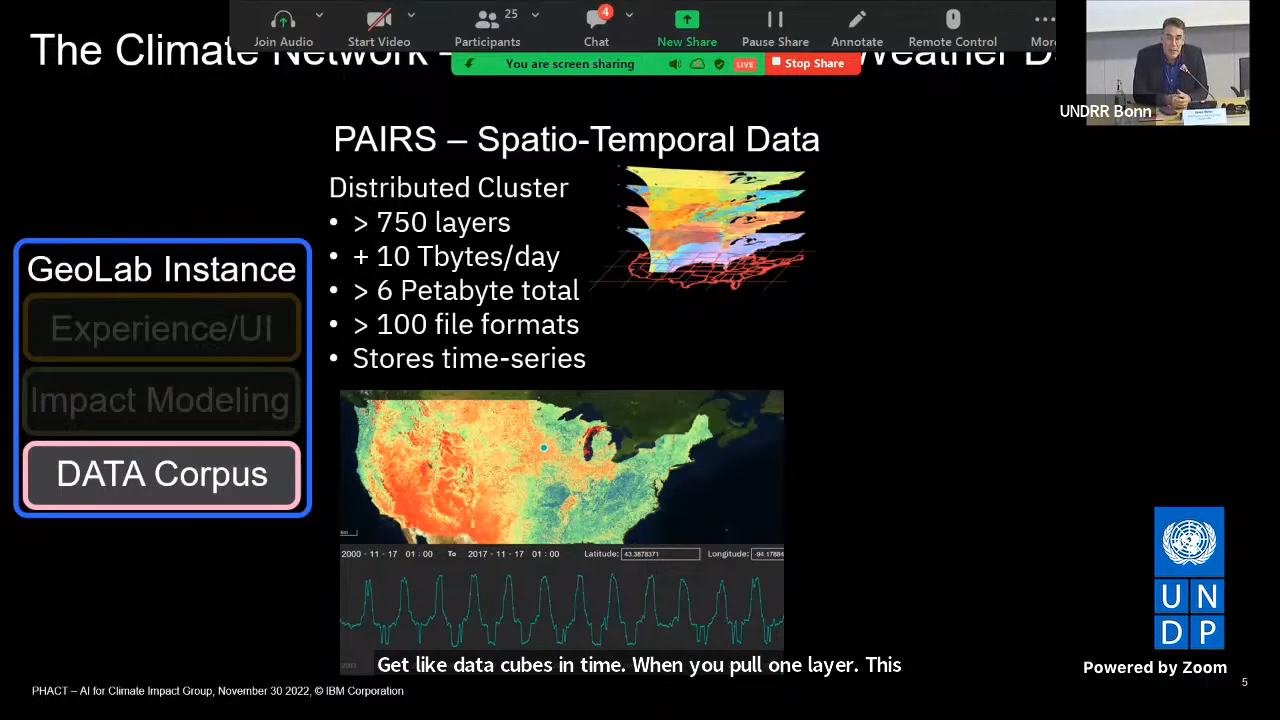 Join Audio
Start Video
25
Participants
4
Chat
New Share
Pause Share
Annotate
Remote Control
More
You are screen sharing
LIVE
Stop Share
The Climate Network – Weather D
UNDRR Bonn
PAIRS – Spatio-Temporal Data
Distributed Cluster
• > 750 layers
• + 10 Tbytes/day
• > 6 Petabyte total
• > 100 file formats
• Stores time-series
GeoLab Instance
Experience/UI
Impact Modeling
DATA Corpus
2000 - 11 - 17 01 : 00 To 2017 - 11 - 17 01 : 00 Latitude: 43.3878371 Longitude: -94.17884
2003
Get like data cubes in time. When you pull one layer. This
UN
DP
Powered by Zoom
PHACT – AI for Climate Impact Group, November 30 2022, © IBM Corporation
5